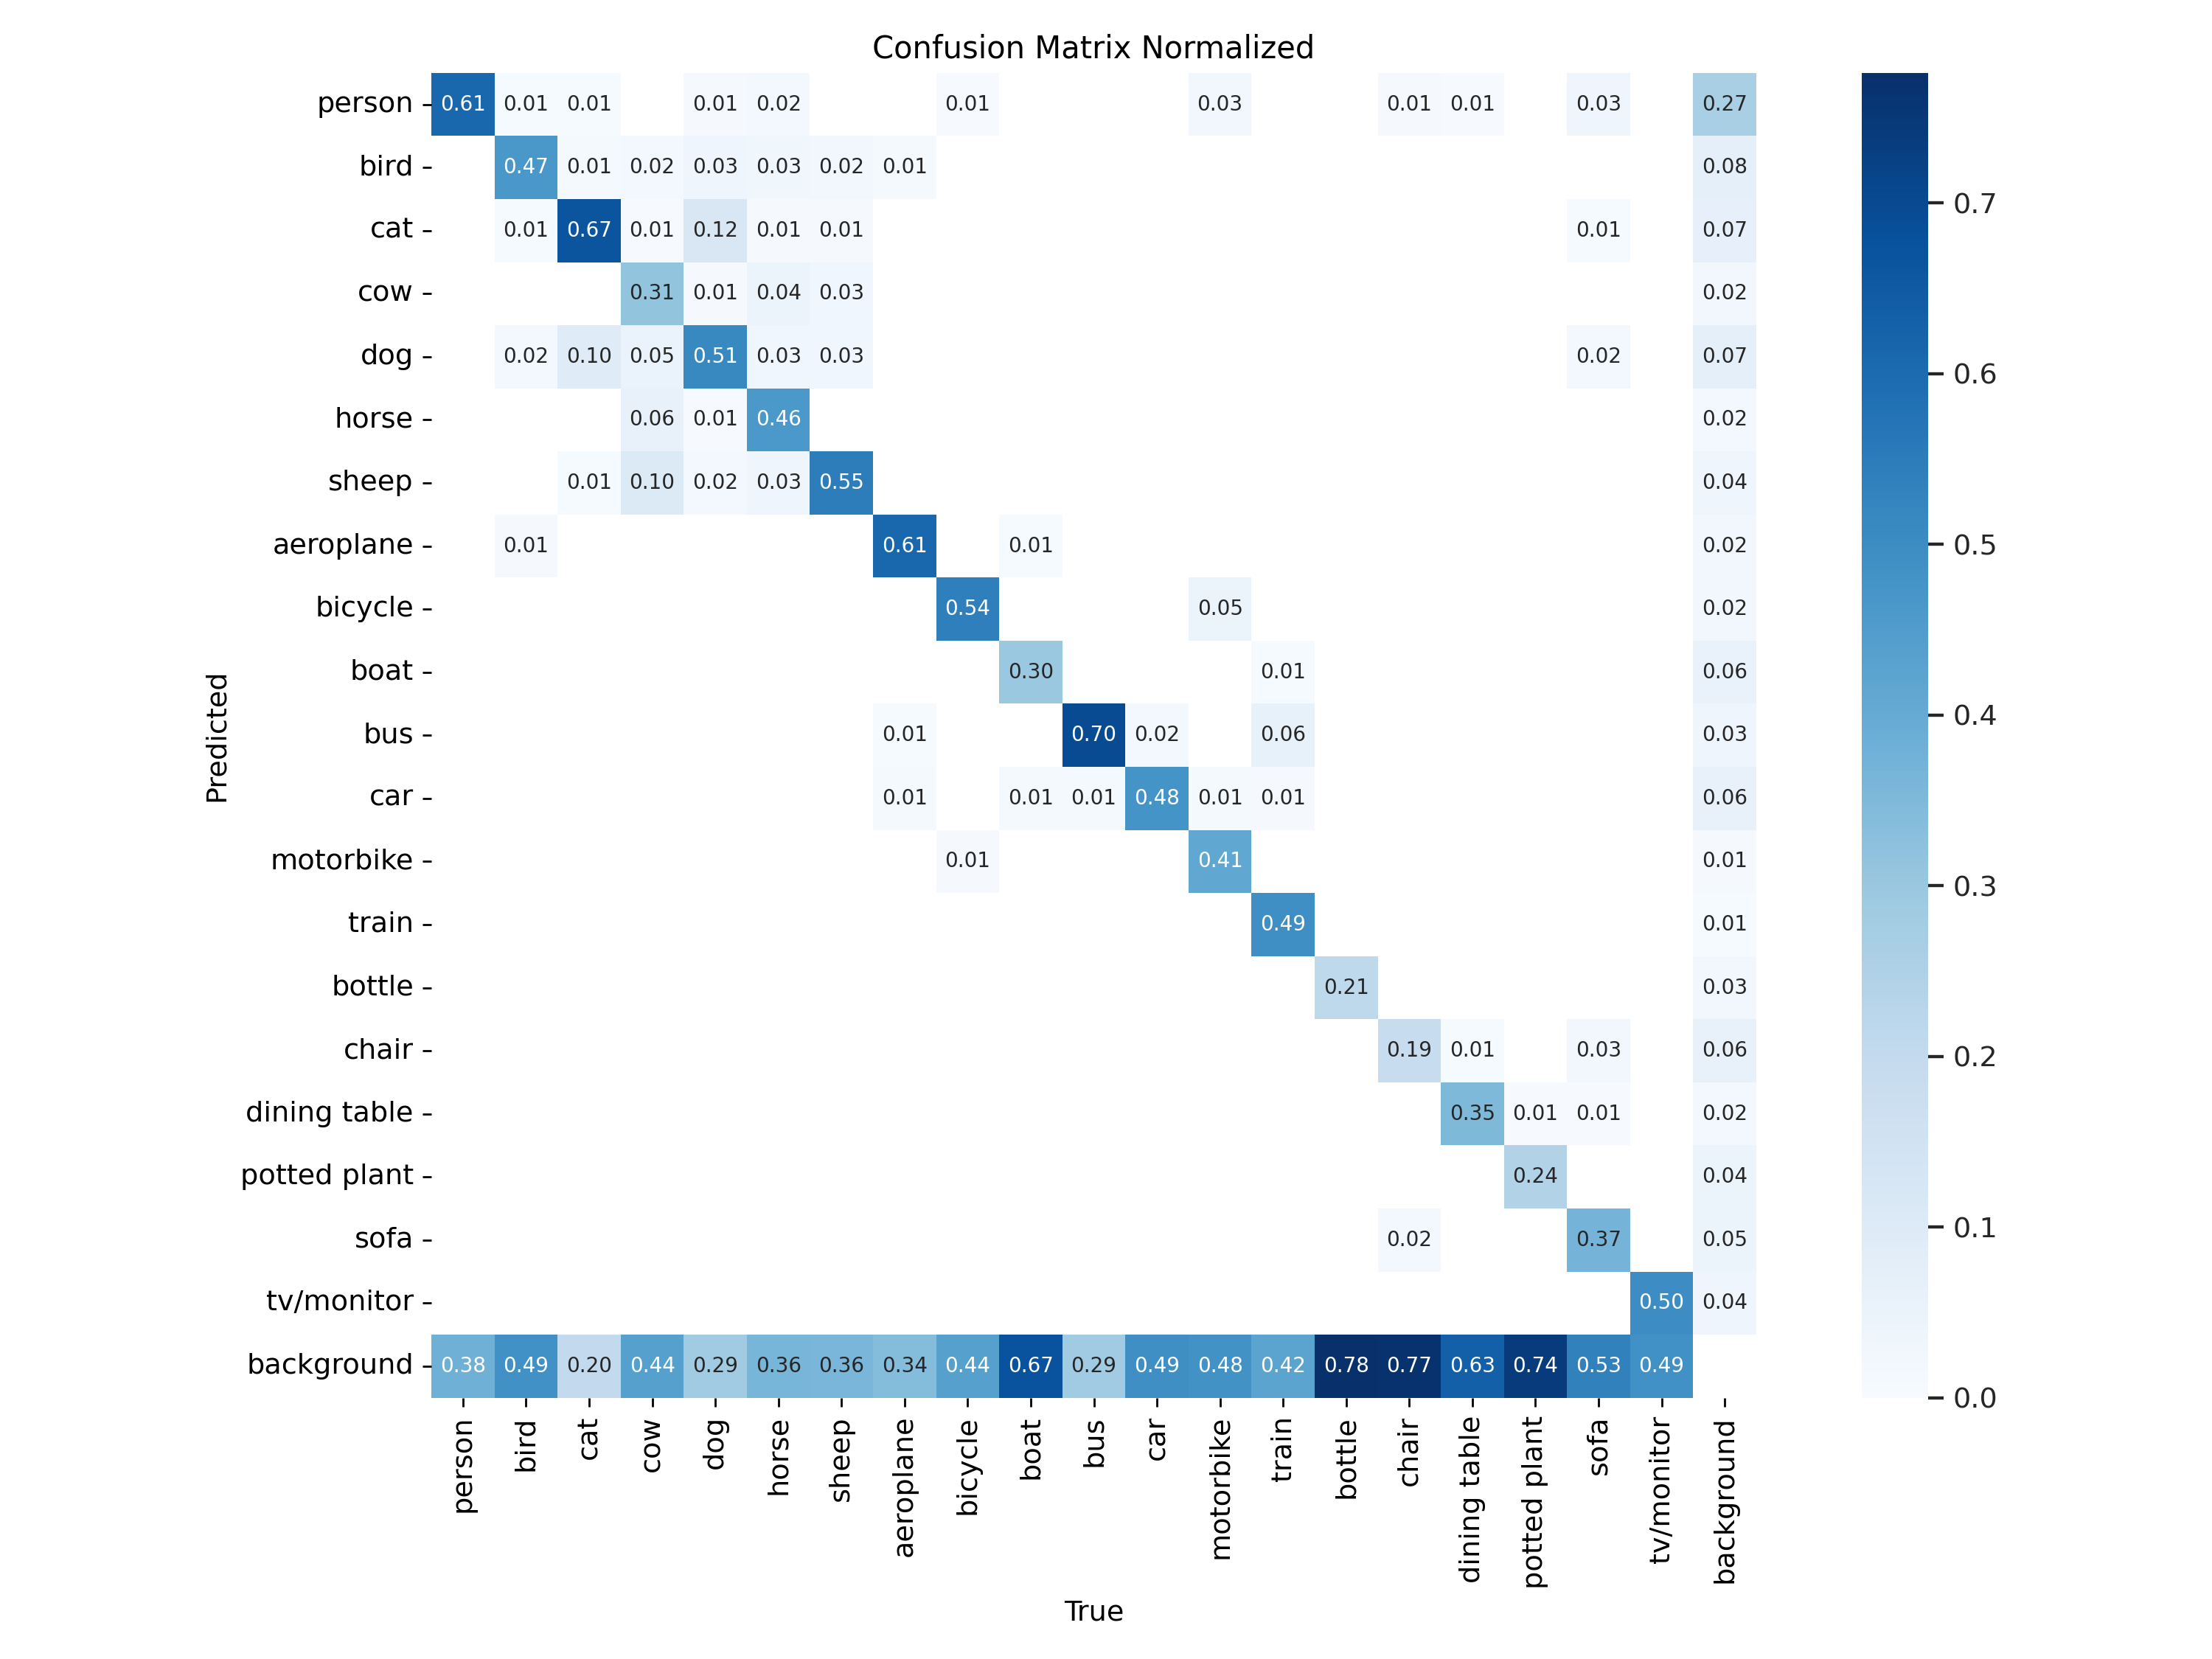 Confusion Matrix Normalized
person 0.61 0.01 0.01 0.01 0.02 0.01 0.03 0.01 0.01 0.03 0.27
bird 0.47 0.01 0.02 0.03 0.03 0.02 0.01 0.08
0.7
cat 0.01 0.67 0.01 0.12 0.01 0.01 0.01 0.07
cow 0.31 0.01 0.04 0.03 0.02
dog 0.02 0.10 0.05 0.51 0.03 0.03 0.02 0.07
0.6
horse 0.06 0.01 0.46 0.02
sheep 0.01 0.10 0.02 0.03 0.55 0.04
aeroplane 0.01 0.61 0.01 0.02
0.5
bicycle 0.54 0.05 0.02
boat 0.30 0.01 0.06
Predicted
bus 0.01 0.70 0.02 0.06 0.03
0.4
car 0.01 0.01 0.01 0.48 0.01 0.01 0.06
motorbike 0.01 0.41 0.01
0.3
train 0.49 0.01
bottle 0.21 0.03
chair 0.19 0.01 0.03 0.06
0.2
dining table 0.35 0.01 0.01 0.02
potted plant 0.24 0.04
sofa 0.02 0.37 0.05
0.1
tv/monitor 0.50 0.04
background 0.38 0.49 0.20 0.44 0.29 0.36 0.36 0.34 0.44 0.67 0.29 0.49 0.48 0.42 0.78 0.77 0.63 0.74 0.53 0.49
0.0
person bird cat cow dog horse sheep aeroplane bicycle boat bus car motorbike train bottle chair dining table potted plant sofa tv/monitor background
True